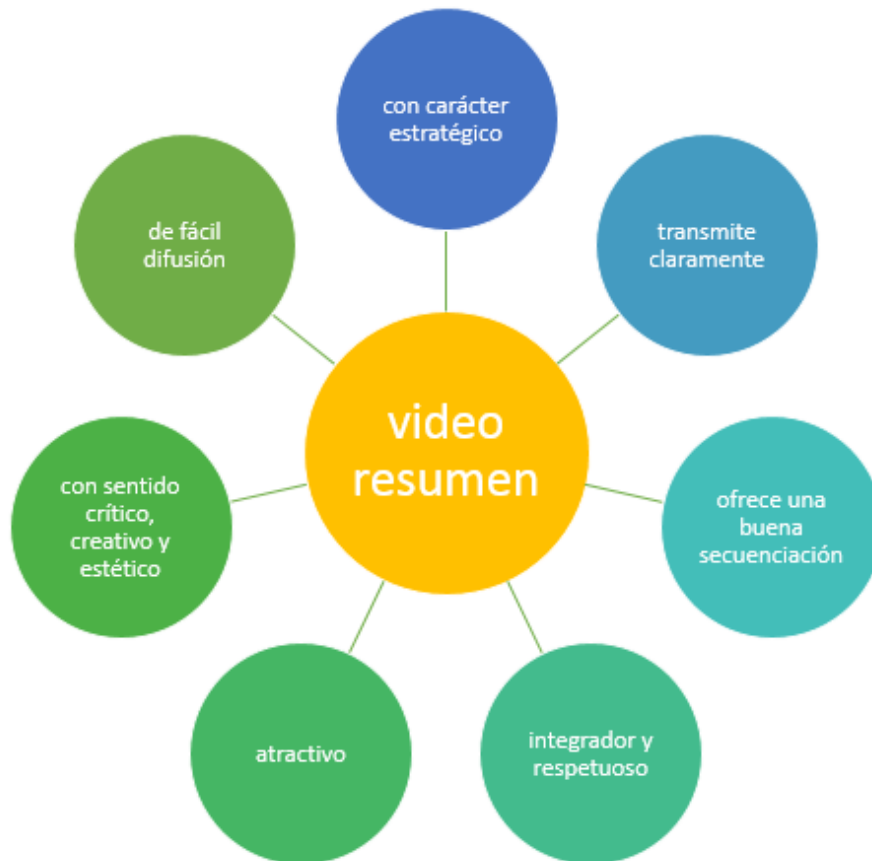 con carácter
estratégico
transmite
claramente
ofrece una
buena
secuenciación
integrador y
respetuoso
atractivo
con sentido
crítico,
creativo y
estético
de fácil
difusión
video
resumen